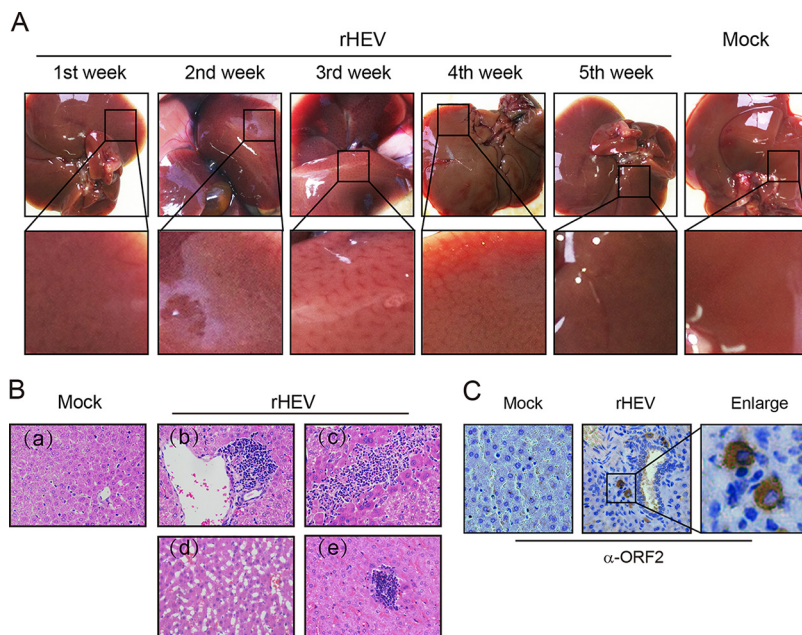 A
rHEV Mock
1st week 2nd week 3rd week 4th week 5th week
B
Mock rHEV
(a) (b) (c)
(d) (e)
C
Mock rHEV Enlarge
α-ORF2